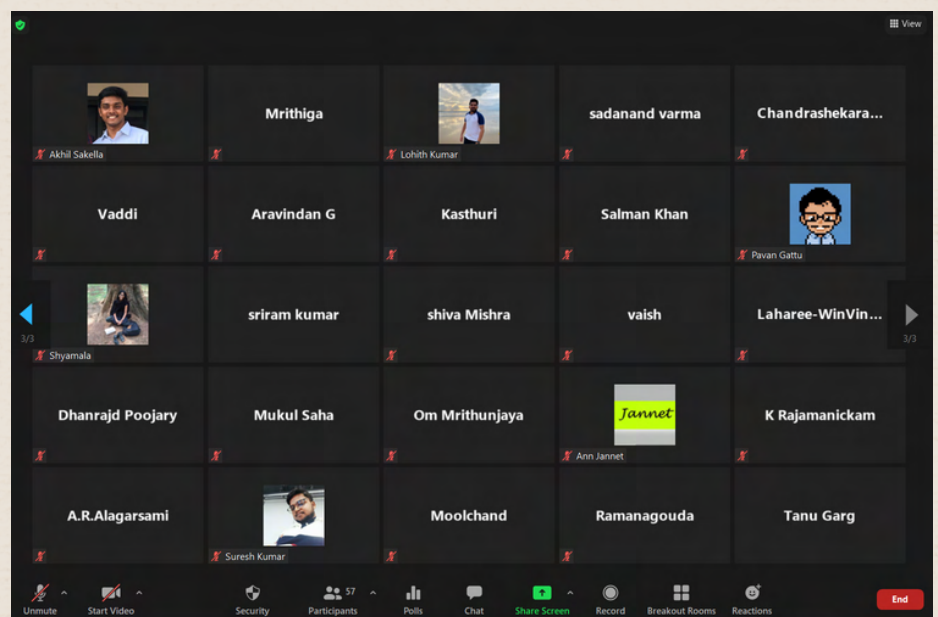 View
Mrithiga
sadanand varma
Chandrashekara...
Akhil Sakella
Lohith Kumar
Vaddi
Aravindan G
Kasthuri
Salman Khan
Pavan Gattu
sriram kumar
shiva Mishra
vaish
Laharee-WinVin...
3/3
3/3
Shyamala
Dhanrajd Poojary
Mukul Saha
Om Mrithunjaya
Jannet
K Rajamanickam
Ann Jannet
A.R.Alagarsami
Moolchand
Ramanagouda
Tanu Garg
Suresh Kumar
57
Unmute
Start Video
Security
Participants
Polls
Chat
Share Screen
Record
Breakout Rooms
Reactions
End